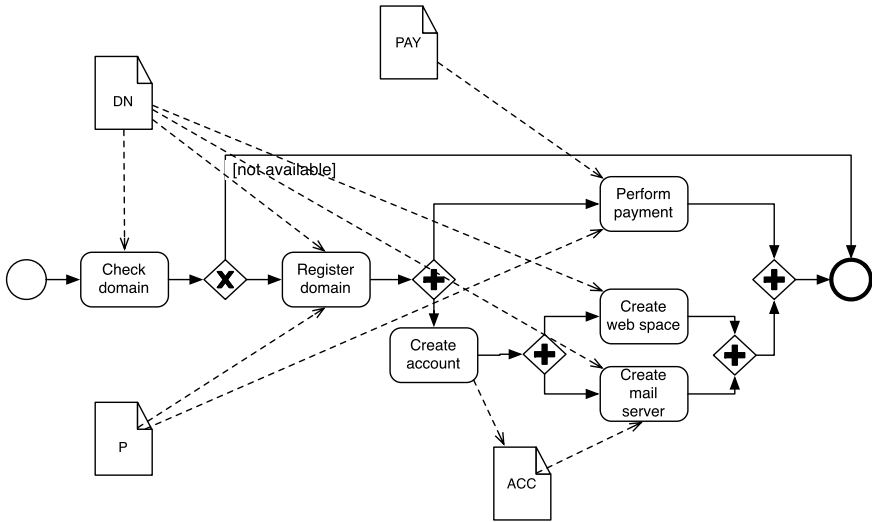 PAY
DN
[not available]
Perform
payment
Check
domain
X
Register
domain
Create
web space
Create
account
Create
mail
server
P
ACC